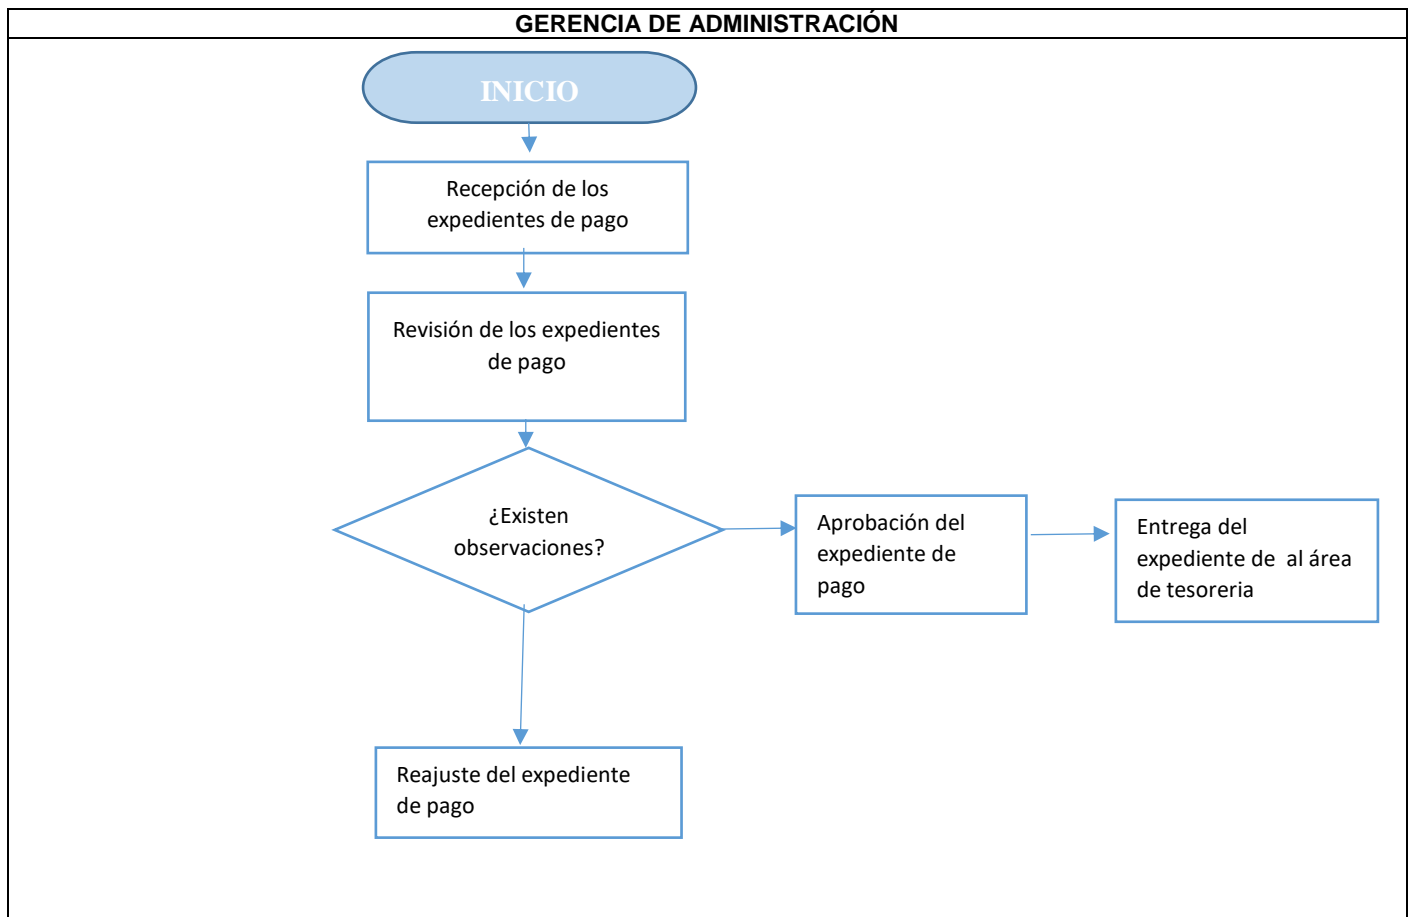 GERENCIA DE ADMINISTRACIÓN
INICIO
Recepción de los
expedientes de pago
Revisión de los expedientes
de pago
¿Existen
observaciones?
Aprobación del
expediente de
pago
Entrega del
expediente de  al área
de tesoreria
Reajuste del expediente
de pago